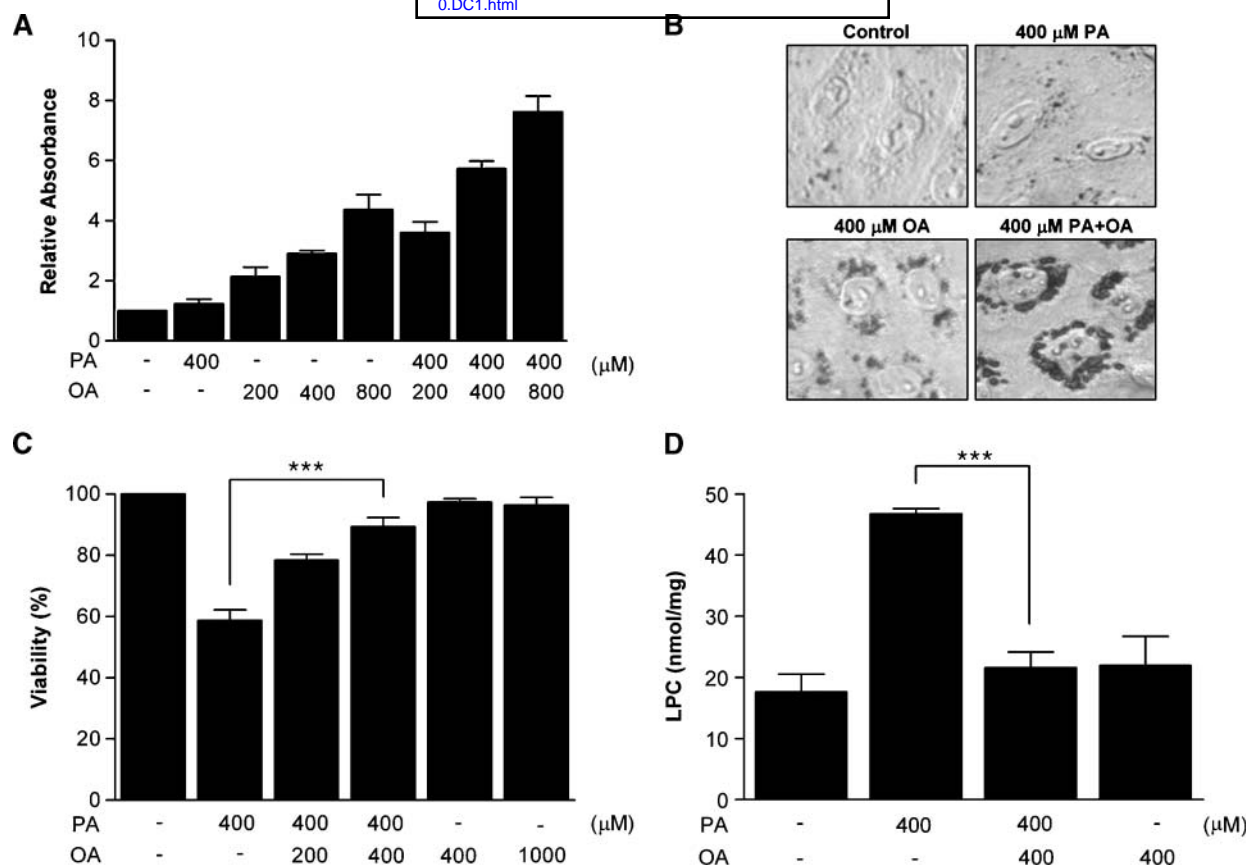 0.DC1.html
A
10
8
6
4
2
0
Relative Absorbance
PA - 400 - - - 400 400 400 (μM)
OA - - 200 400 800 200 400 800
B
Control
400 μM PA
400 μM OA
400 μM PA+OA
C
***
100
80
60
40
20
0
Viability (%)
PA - 400 400 400 - - (μM)
OA - - 200 400 400 1000
D
***
50
40
30
20
10
0
LPC (nmol/mg)
PA - 400 400 - (μM)
OA - - 400 400